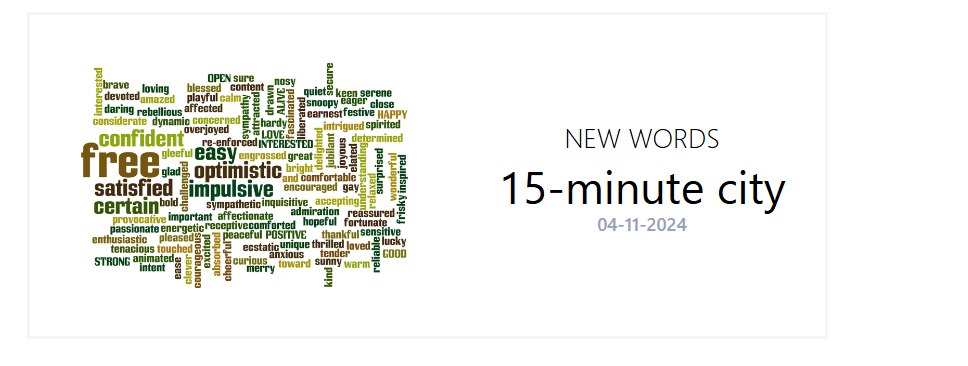 interested
brave
devoted
loving
amazed
daring
rebellious
considerate
dynamic
OPEN
sure
blessed
content
playful
calm
affected
concerned
overjoyed
sympathy
attracted
drawn
nosy
ALIVE
fascinated
liberated
secure
quiet
keen
serene
snoopy
eager
close
earnest
festive
HAPPY
hardy
LOVE
intrigued
spirited
confident
free
gleeful
glad
easy
re-enforced
INTERESTED
engrossed
great
optimistic
delighted
jubilant
joyous
elated
determined
understanding
surprised
wonderful
inspired
satisfied
challenged
impulsive
bright
and
comfortable
encouraged
gay
relaxed
certain
bold
sympathetic
inquisitive
accepting
frisky
provocative
important
affectionate
admiration
reassured
passionate
energetic
receptive
comforted
hopeful
fortunate
enthusiastic
pleased
peaceful
POSITIVE
thankful
sensitive
tenacious
touched
courageous
excited
absorbed
cheerful
ecstatic
unique
thrilled
loved
reliable
lucky
STRONG
animated
intent
ease
clever
curious
anxious
tender
GOOD
merry
toward
sunny
warm
kind
NEW WORDS
15-minute city
04-11-2024